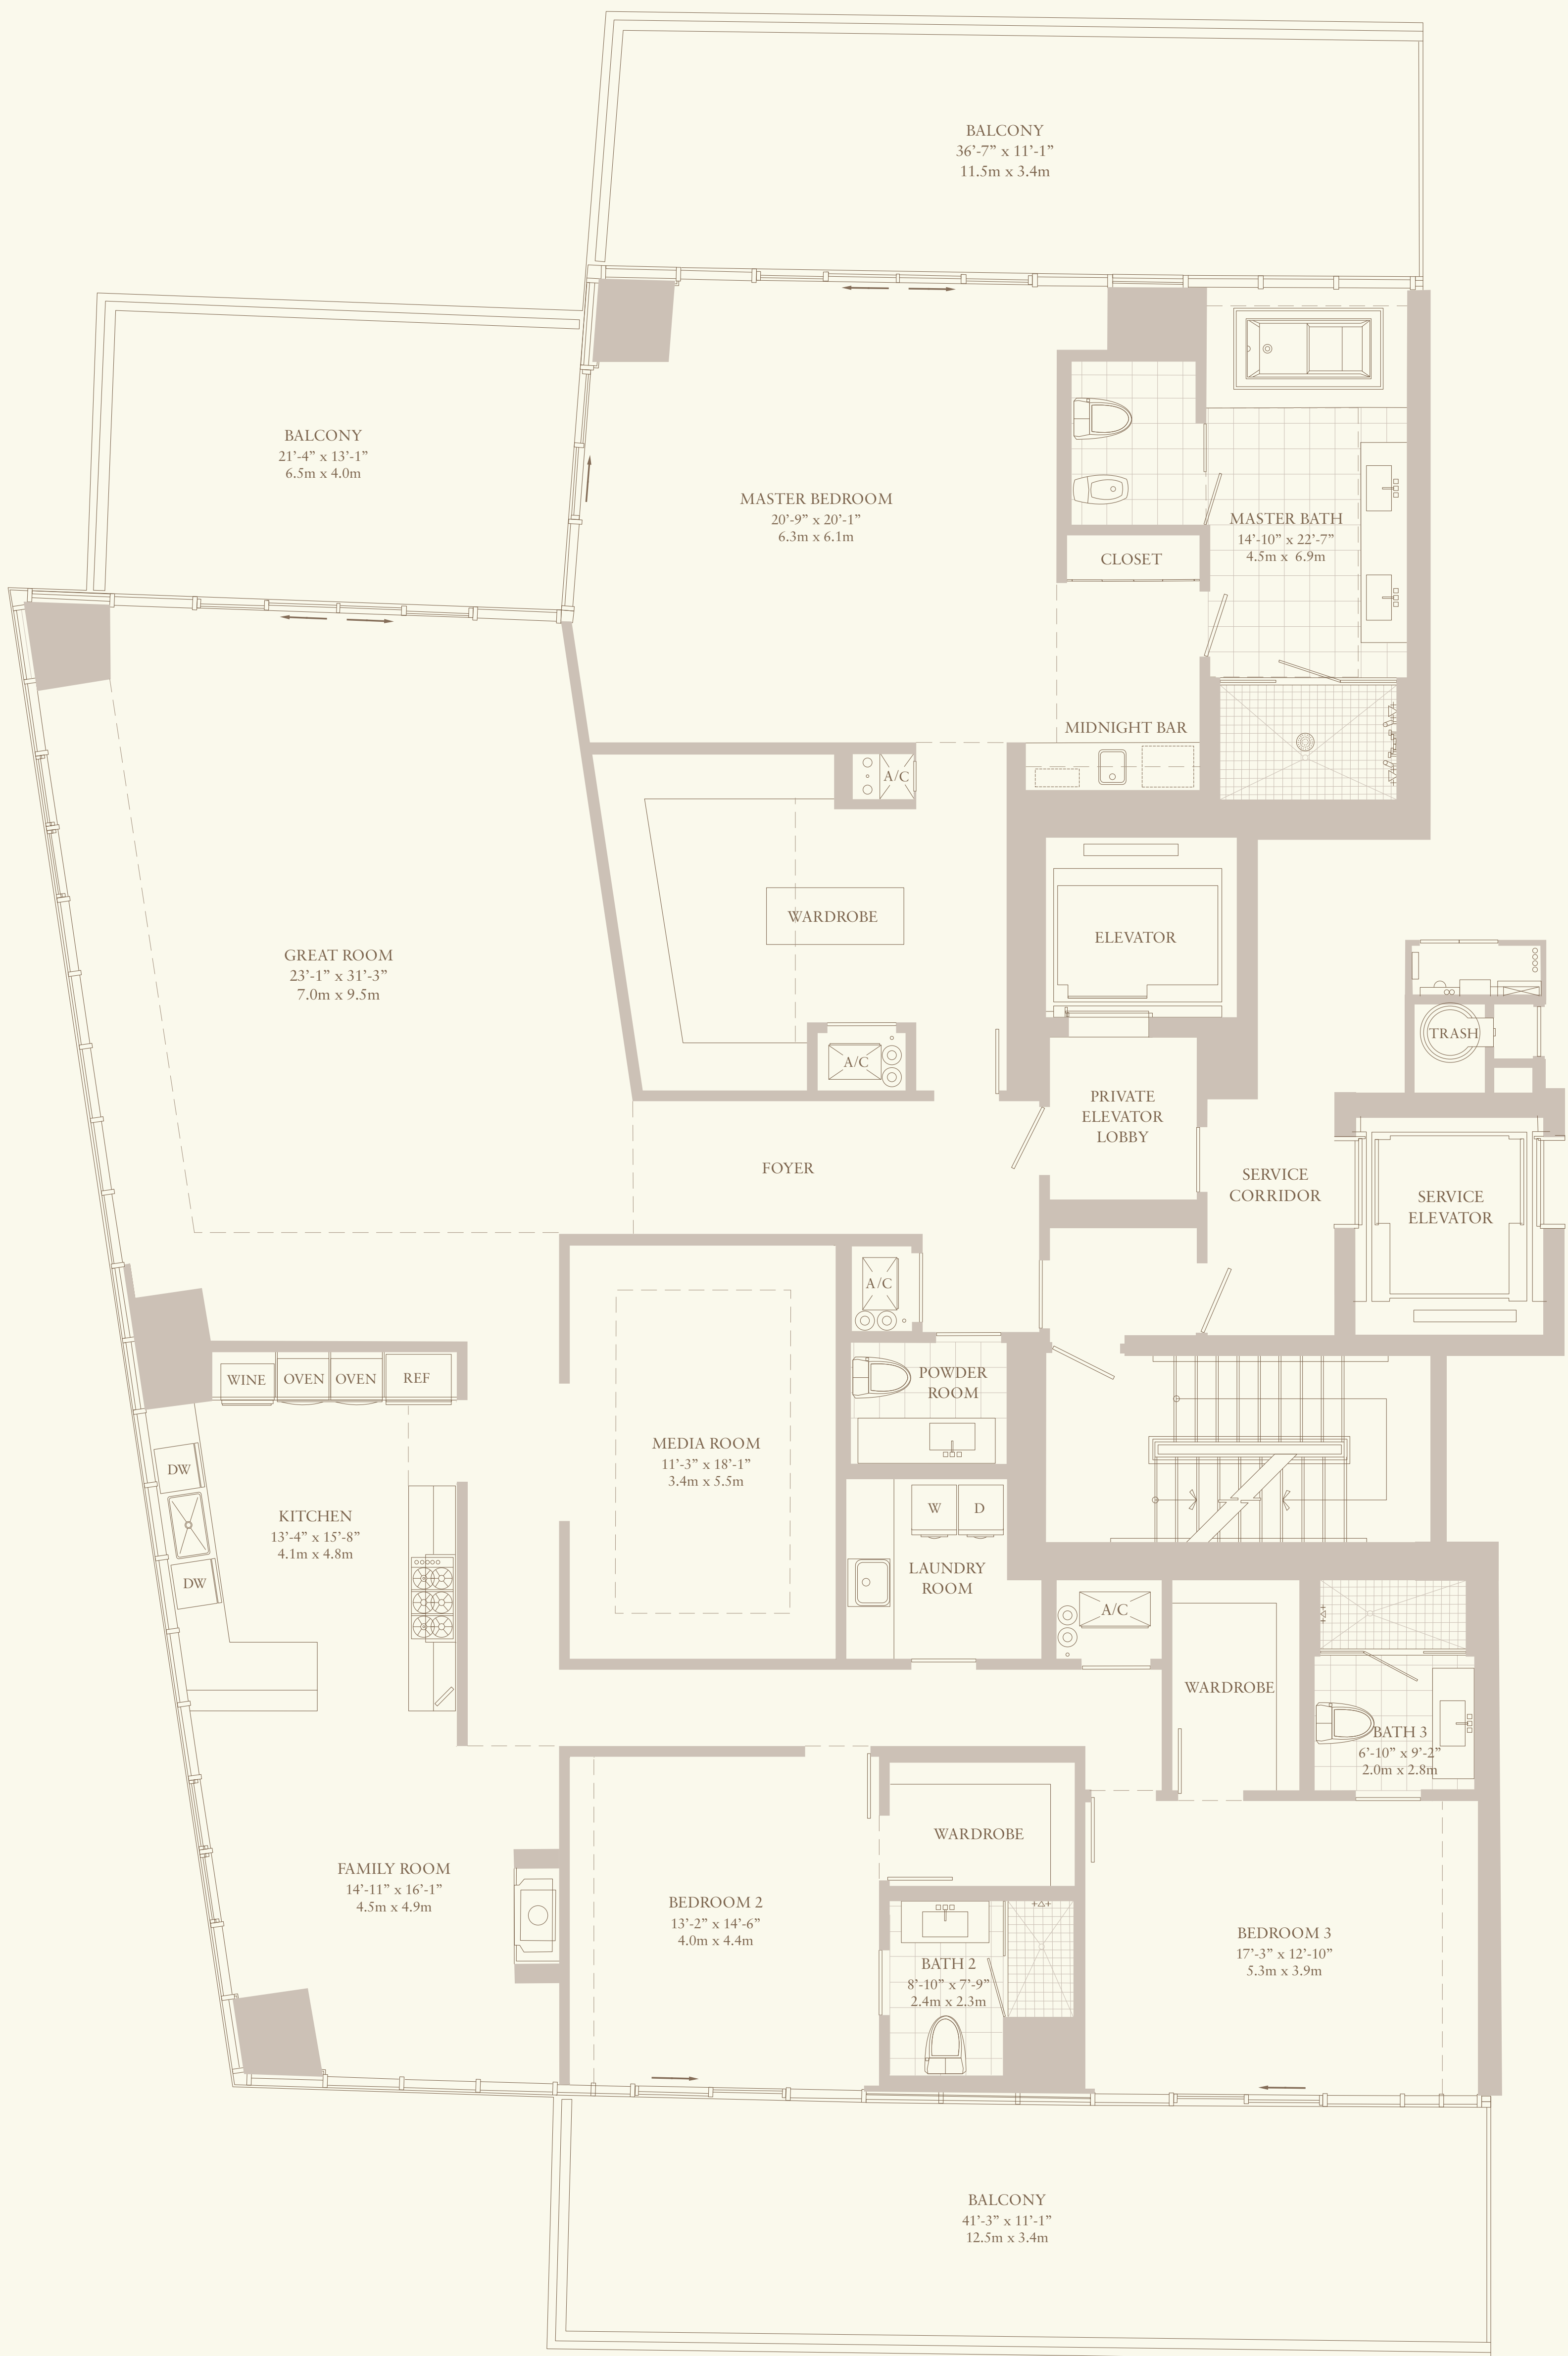 BALCONY
36’-7” x 11’-1”
11.5m x 3.4m
BALCONY
21’-4” x 13’-1”
6.5m x 4.0m
MASTER BEDROOM
20’-9” x 20’-1”
6.3m x 6.1m
MASTER BATH
14’-10” x 22’-7”
4.5m x 6.9m
CLOSET
MIDNIGHT BAR
A/C
WARDROBE
ELEVATOR
GREAT ROOM
23’-1” x 31’-3”
7.0m x 9.5m
TRASH
A/C
PRIVATE
ELEVATOR
LOBBY
FOYER
SERVICE
CORRIDOR
SERVICE
ELEVATOR
A/C
WINE
OVEN
OVEN
REF
POWDER
ROOM
MEDIA ROOM
11’-3” x 18’-1”
3.4m x 5.5m
DW
KITCHEN
13’-4” x 15’-8”
4.1m x 4.8m
DW
W
D
LAUNDRY
ROOM
A/C
WARDROBE
BATH 3
6’-10” x 9’-2”
2.0m x 2.8m
WARDROBE
FAMILY ROOM
14’-11” x 16’-1”
4.5m x 4.9m
BEDROOM 2
13’-2” x 14’-6”
4.0m x 4.4m
BATH 2
8’-10” x 7’-9”
2.4m x 2.3m
BEDROOM 3
17’-3” x 12’-10”
5.3m x 3.9m
BALCONY
41’-3” x 11’-1”
12.5m x 3.4m